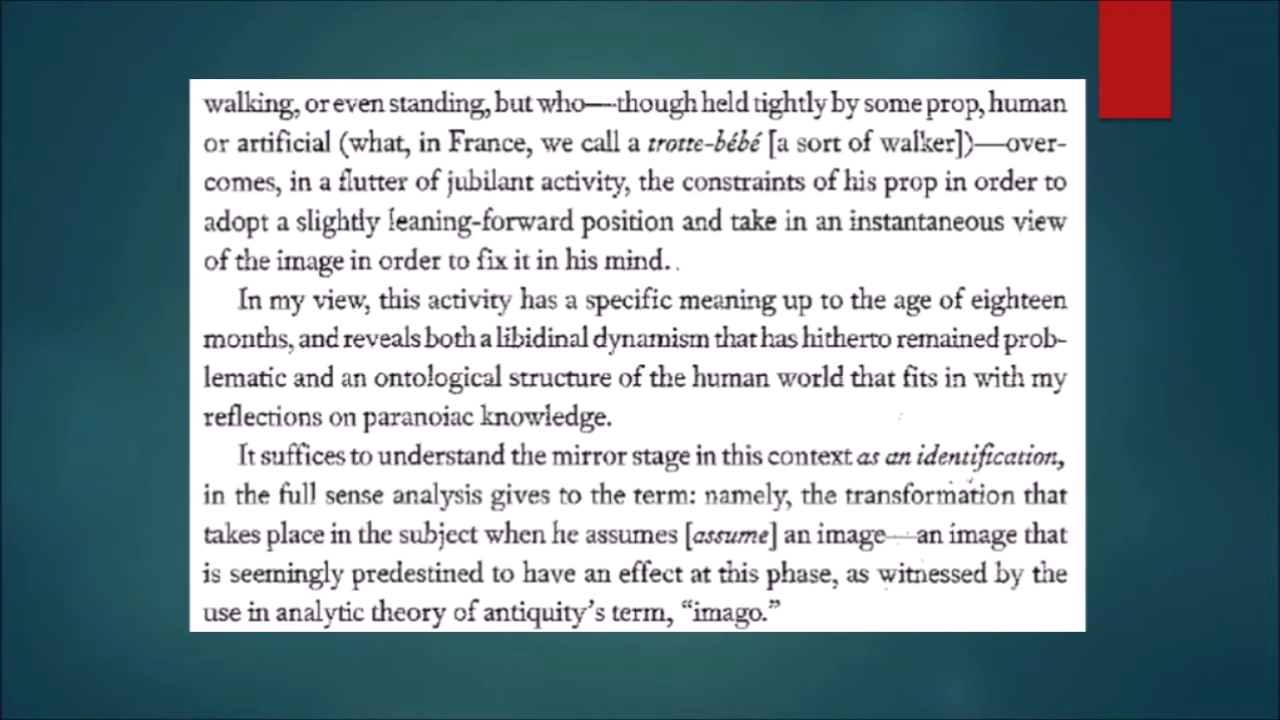 walking, or even standing, but who—though held tightly by some prop, human
or artificial (what, in France, we call a trotte-bébé [a sort of walker])—over-
comes, in a flutter of jubilant activity, the constraints of his prop in order to
adopt a slightly leaning-forward position and take in an instantaneous view
of the image in order to fix it in his mind.
In my view, this activity has a specific meaning up to the age of eighteen
months, and reveals both a libidinal dynamism that has hitherto remained prob-
lematic and an ontological structure of the human world that fits in with my
reflections on paranoiac knowledge.
It suffices to understand the mirror stage in this context as an identification,
in the full sense analysis gives to the term: namely, the transformation that
takes place in the subject when he assumes [assume] an image—an image that
is seemingly predestined to have an effect at this phase, as witnessed by the
use in analytic theory of antiquity's term, “imago.”